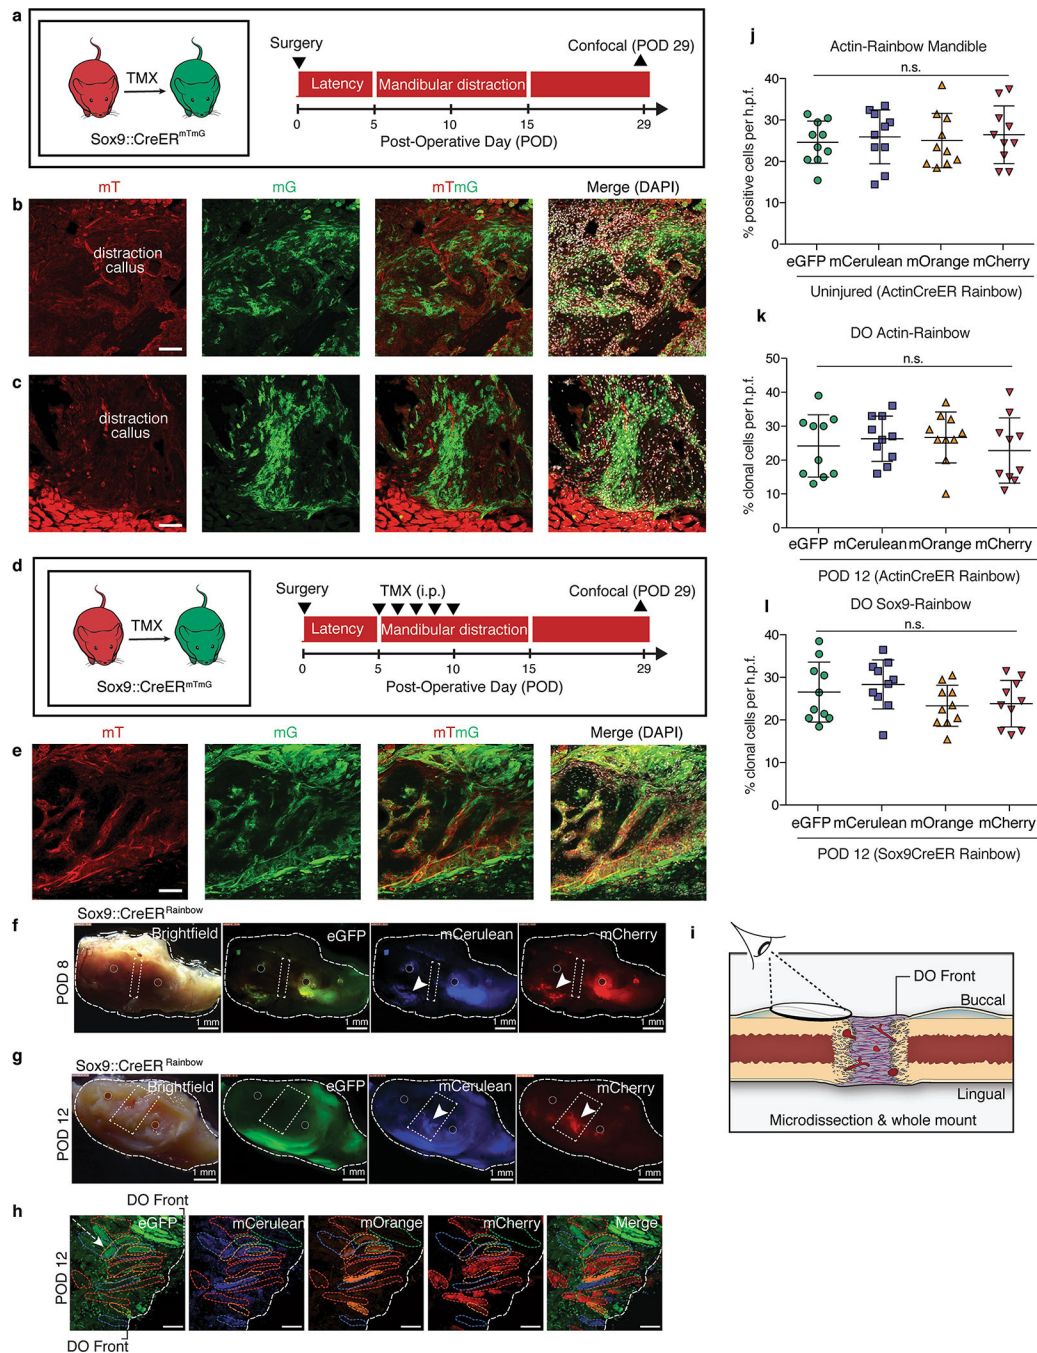 a
TMX
Sox9::CreER^mTmG
Surgery
Confocal (POD 29)
Latency
Mandibular distraction
0
5
15
29
Post-Operative Day (POD)
mT
mG
mTmG
Merge (DAPI)
b
distraction
callus
c
distraction
callus
d
TMX
Sox9::CreER^mTmG
Surgery
TMX (i.p.)
Confocal (POD 29)
Latency
Mandibular distraction
0
5
10
15
29
Post-Operative Day (POD)
mT
mG
mTmG
Merge (DAPI)
e
f
Sox9::CreER^Rainbow
POD 8
Brightfield
eGFP
mCerulean
mCherry
1 mm
1 mm
1 mm
1 mm
g
Sox9::CreER^Rainbow
POD 12
Brightfield
eGFP
mCerulean
mCherry
1 mm
1 mm
1 mm
1 mm
h
DO Front
POD 12
eGFP
mCerulean
mOrange
mCherry
Merge
DO Front
j
Actin-Rainbow Mandible
n.s.
% positive cells per h.p.f.
40
30
20
10
0
eGFP mCerulean mOrange mCherry
Uninjured (ActinCreER Rainbow)
k
DO Actin-Rainbow
n.s.
% clonal cells per h.p.f.
50
40
30
20
10
0
eGFP mCerulean mOrange mCherry
POD 12 (ActinCreER Rainbow)
l
DO Sox9-Rainbow
n.s.
% clonal cells per h.p.f.
40
30
20
10
0
eGFP mCerulean mOrange mCherry
POD 12 (Sox9CreER Rainbow)
i
DO Front
Buccal
Lingual
Microdissection & whole mount